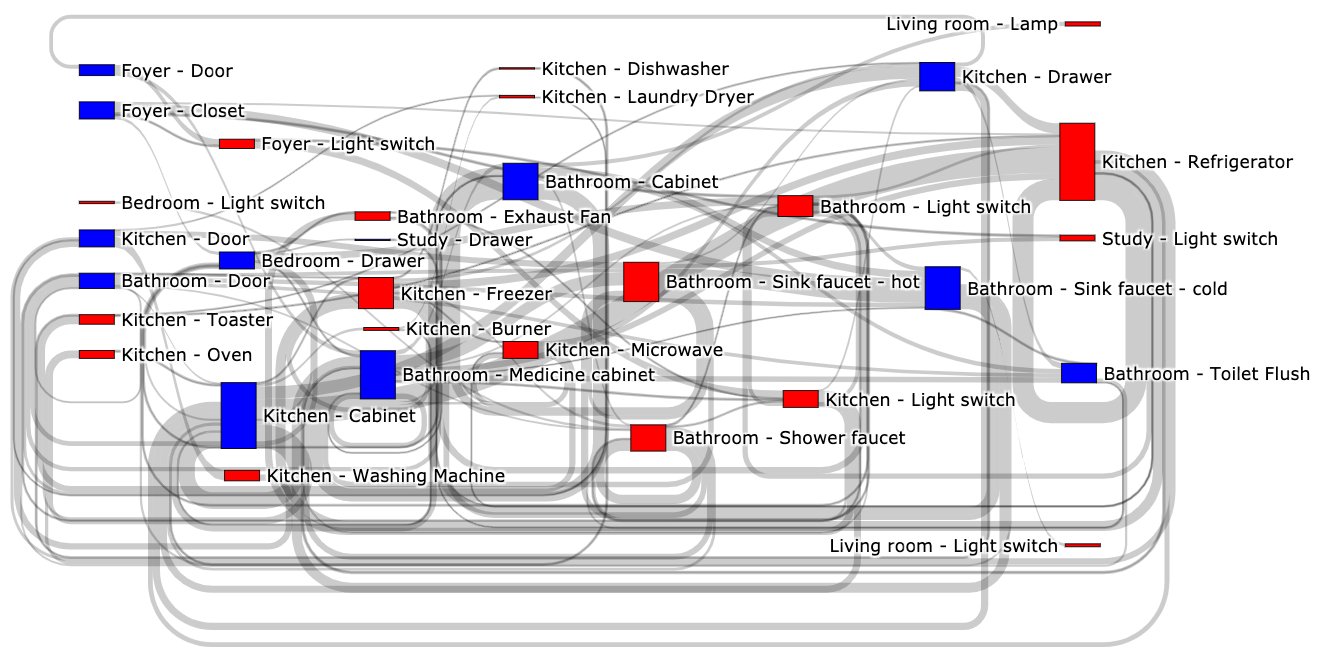 Living room - Lamp
Foyer - Door
Kitchen - Dishwasher
Kitchen - Drawer
Kitchen - Laundry Dryer
Foyer - Closet
Foyer - Light switch
Kitchen - Refrigerator
Bathroom - Cabinet
Bedroom - Light switch
Bathroom - Light switch
Bathroom - Exhaust Fan
Kitchen - Door
Study - Drawer
Study - Light switch
Bedroom - Drawer
Bathroom - Door
Bathroom - Sink faucet - hot
Bathroom - Sink faucet - cold
Kitchen - Freezer
Kitchen - Toaster
Kitchen - Burner
Kitchen - Oven
Kitchen - Microwave
Bathroom - Medicine cabinet
Bathroom - Toilet Flush
Kitchen - Light switch
Kitchen - Cabinet
Bathroom - Shower faucet
Kitchen - Washing Machine
Living room - Light switch